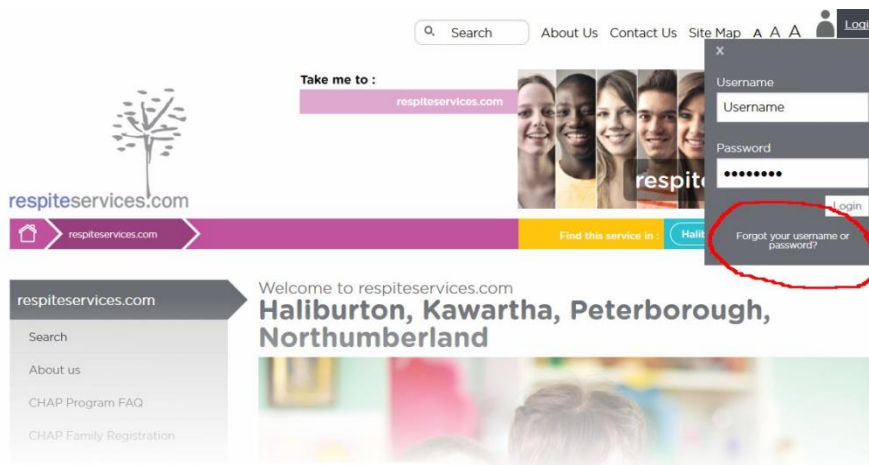 Search
About Us Contact Us Site Map A A A
Login
X
Take me to :
respiteservices.com
Username
Username
Password
••••••••
Login
Forgot your username or
password?
respiteservices.com
respiteservices.com
Find this service in :
respiteservices.com
Search
About us
CHAP Program FAQ
CHAP Family Registration
Welcome to respiteservices.com
Haliburton, Kawartha, Peterborough,
Northumberland